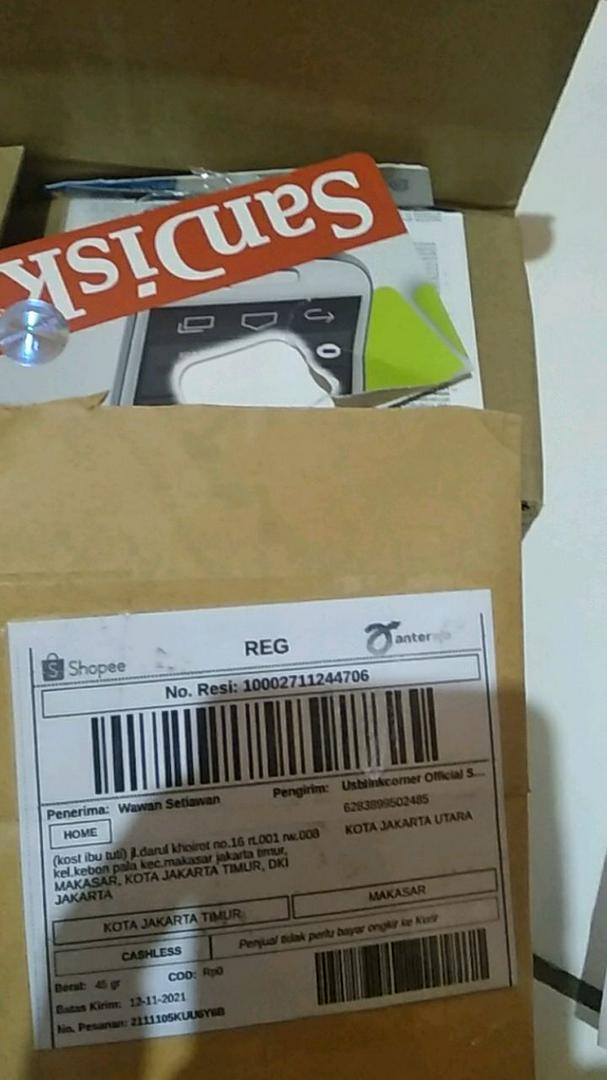 SanDisk
Shopee
REG
anteraja
No. Resi: 10002711244706
Penerima: Wawan Setiawan
Pengirim: Usblinkcorner Official S...
6283899502485
KOTA JAKARTA UTARA
HOME
(kost ibu tuti) jl.darul khoirot no.16 rt.001 rw.008
kel.kebon pala kec.makasar jakarta timur,
MAKASAR, KOTA JAKARTA TIMUR, DKI
JAKARTA
KOTA JAKARTA TIMUR
MAKASAR
CASHLESS
Penjual tidak perlu bayar ongkir ke Kurir
Berat: 45 gr
COD: Rp0
Batas Kirim: 12-11-2021
No. Pesanan: